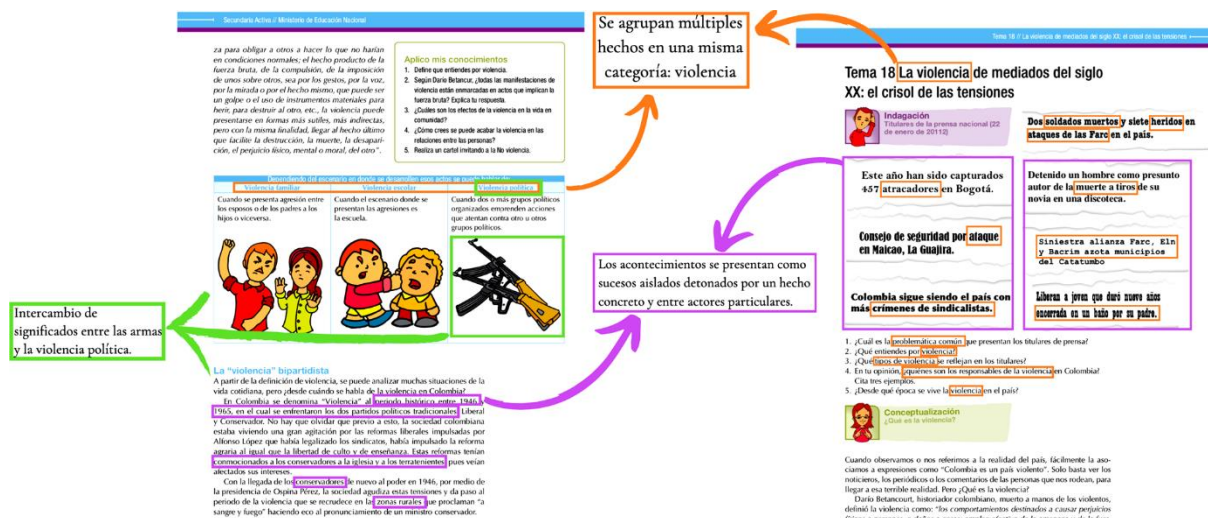 Secundaria Activa // Ministerio de Educación Nacional
za para obligar a otros a hacer lo que no harían
en condiciones normales; el hecho producto de la
fuerza bruta, de la compulsión, de la imposición
de unos sobre otros, sea por los gestos, por la voz,
por la mirada o por el hecho mismo, que puede ser
un golpe o el uso de instrumentos materiales para
herir, para destruir al otro, etc., la violencia puede
presentarse en formas más sutiles, más indirectas,
pero con la misma finalidad, llegar al hecho último
que facilite la destrucción, la muerte, la desapari-
ción, el perjuicio físico, mental o moral, del otro".
Aplico mis conocimientos
1. Define que entiendes por violencia.
2. Según Darío Betancur, ¿todas las manifestaciones de
violencia están enmarcadas en actos que implican la
fuerza bruta? Explica tu respuesta.
3. ¿Cuáles son los efectos de la violencia en la vida en
comunidad?
4. ¿Cómo crees se puede acabar la violencia en las
relaciones entre las personas?
5. Realiza un cartel invitando a la No violencia.
Dependiendo del escenario en donde se desarrollen esos actos se puede hablar de:
Violencia familiar
Violencia escolar
Violencia política
Cuando se presenta agresión entre
los esposos o de los padres a los
hijos o viceversa.
Cuando el escenario donde se
presentan las agresiones es
la escuela.
Cuando dos o más grupos políticos
organizados emprenden acciones
que atentan contra otro u otros
grupos políticos.
Intercambio de
significados entre las armas
y la violencia política.
La "violencia" bipartidista
A partir de la definición de violencia, se puede analizar muchas situaciones de la
vida cotidiana, pero ¿desde cuándo se habla de la violencia en Colombia?
En Colombia se denomina "Violencia" al periodo histórico entre 1946 y
1965, en el cual se enfrentaron los dos partidos políticos tradicionales: Liberal
y Conservador. No hay que olvidar que previo a esto, la sociedad colombiana
estaba viviendo una gran agitación por las reformas liberales impulsadas por
Alfonso López que había legalizado los sindicatos, había impulsado la reforma
agraria al igual que la libertad de culto y de enseñanza. Estas reformas tenían
conmocionados a los conservadores a la iglesia y a los terratenientes pues veían
afectados sus intereses.
Con la llegada de los conservadores de nuevo al poder en 1946, por medio de
la presidencia de Ospina Pérez, la sociedad agudiza estas tensiones y da paso al
periodo de la violencia que se recrudece en las zonas rurales que proclaman "a
sangre y fuego" haciendo eco al pronunciamiento de un ministro conservador.
Se agrupan múltiples
hechos en una misma
categoría: violencia
Los acontecimientos se presentan como
sucesos aislados detonados por un hecho
concreto y entre actores particulares.
Tema 18 // La violencia de mediados del siglo XX: el crisol de las tensiones
Tema 18 La violencia de mediados del siglo
XX: el crisol de las tensiones
Indagación
Titulares de la prensa nacional (22
de enero de 20112)
Dos soldados muertos y siete heridos en
ataques de las Farc en el país.
Este año han sido capturados
457 atracadores en Bogotá.
Detenido un hombre como presunto
autor de la muerte a tiros de su
novia en una discoteca.
Consejo de seguridad por ataque
en Maicao, La Guajira.
Siniestra alianza Farc, Eln
y Bacrim azota municipios
del Catatumbo
Colombia sigue siendo el país con
más crímenes de sindicalistas.
Liberan a joven que duró nueve años
encerrada en un baño por su padre.
1. ¿Cuál es la problemática común que presentan los titulares de prensa?
2. ¿Qué entiendes por violencia?
3. ¿Qué tipos de violencia se reflejan en los titulares?
4. En tu opinión, ¿quiénes son los responsables de la violencia en Colombia?
Cita tres ejemplos.
5. ¿Desde qué época se vive la violencia en el país?
Conceptualización
¿Qué es la violencia?
Cuando observamos o nos referimos a la realidad del país, fácilmente la aso-
ciamos a expresiones como "Colombia es un país violento". Solo basta ver los
noticieros, los periódicos o los comentarios de las personas que nos rodean, para
llegar a esa terrible realidad. Pero ¿Qué es la violencia?
Darío Betancourt, historiador colombiano, muerto a manos de los violentos,
definió la violencia como: "los comportamientos destinados a causar perjuicios